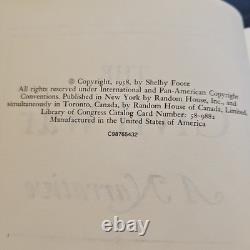 © Copyright, 1958, by Shelby Foote
All rights reserved under International and Pan-American Copyright
Conventions. Published in New York by Random House, Inc., and
simultaneously in Toronto, Canada, by Random House of Canada, Limited.
Library of Congress Catalog Card Number: 58-9882
Manufactured in the United States of America
C98765432
A Narrative